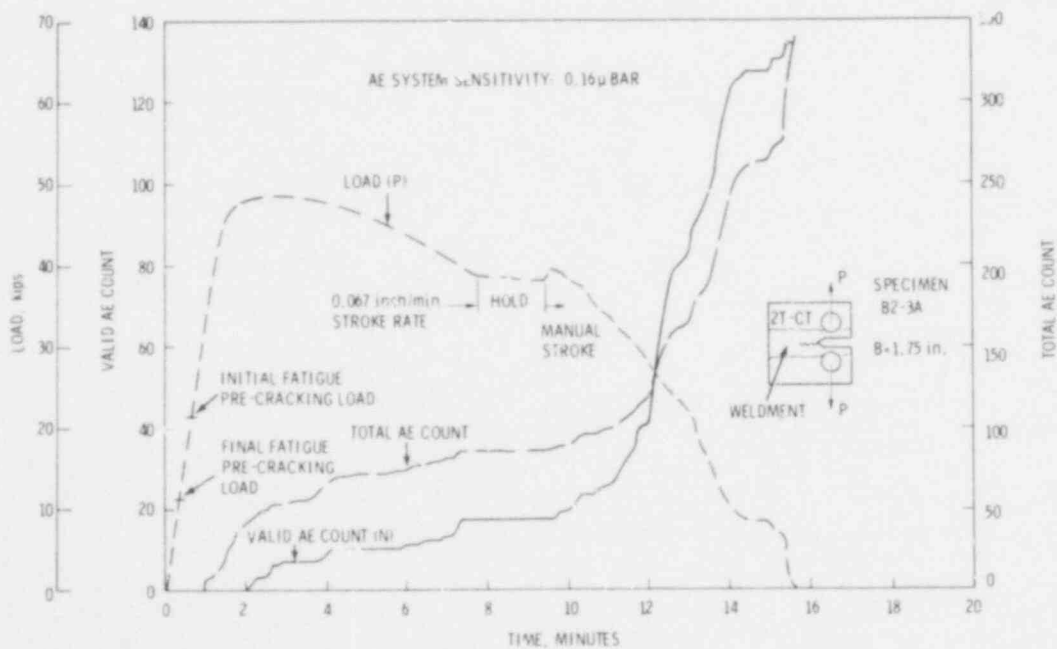 70
60
50
40
30
20
10
0
LOAD, kips
140
120
100
80
60
40
20
0
VALID AE COUNT
AE SYSTEM SENSITIVITY: 0.16μ BAR
LOAD (P)
0.067 inch/min
STROKE RATE
HOLD
MANUAL
STROKE
INITIAL FATIGUE
PRE-CRACKING LOAD
FINAL FATIGUE
PRE-CRACKING
LOAD
TOTAL AE COUNT
VALID AE COUNT (N)
P
2T-CT
SPECIMEN
B2-3A
B=1.75 in.
WELDMENT
P
300
250
200
150
100
50
0
TOTAL AE COUNT
0
2
4
6
8
10
12
14
16
18
20
TIME, MINUTES